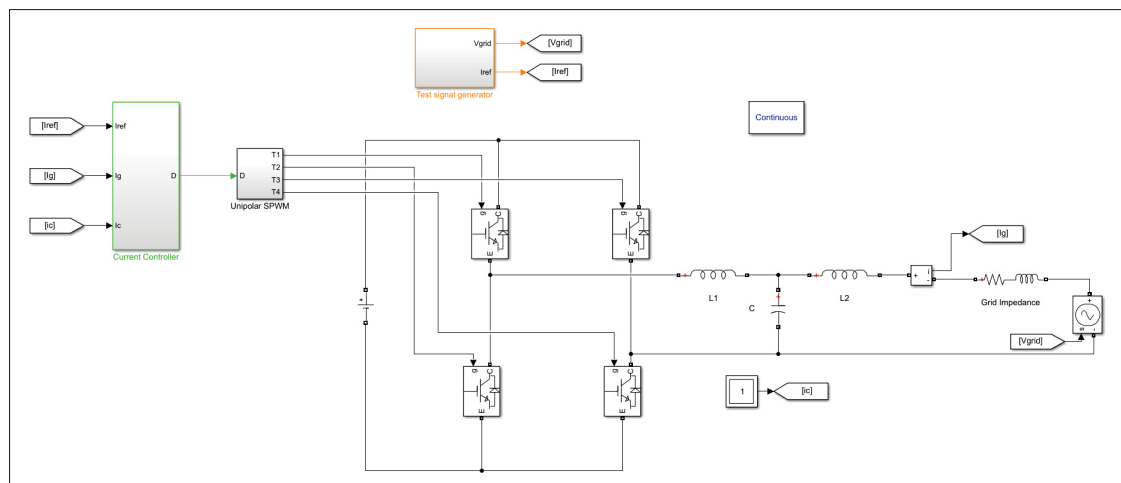 Vgrid
[Vgrid]
Iref
[Iref]
Test signal generator
Continuous
[Iref]
Iref
[Ig]
Ig
D
[ic]
Ic
Current Controller
D
T1
T2
T3
T4
Unipolar SPWM
g
C
E
g
C
E
[Ig]
+
i
-
L1
L2
C
Grid Impedance
+
[Vgrid]
s
-
+
g
C
E
g
C
E
1
[ic]